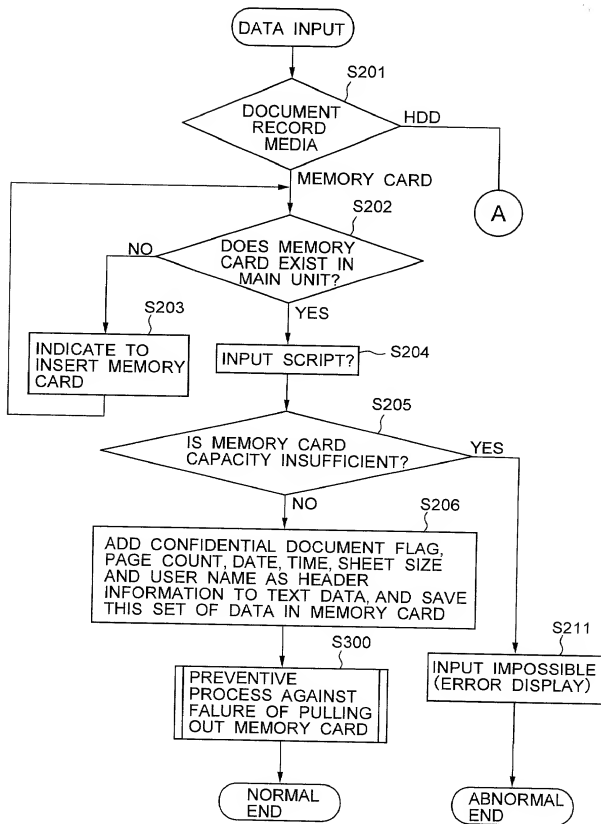 DATA INPUT
S201
DOCUMENT
RECORD
MEDIA
HDD
MEMORY CARD
A
S202
DOES MEMORY
CARD EXIST IN
MAIN UNIT?
NO
YES
S203
INDICATE TO
INSERT MEMORY
CARD
INPUT SCRIPT?
S204
S205
IS MEMORY CARD
CAPACITY INSUFFICIENT?
YES
NO
S206
ADD CONFIDENTIAL DOCUMENT FLAG,
PAGE COUNT, DATE, TIME, SHEET SIZE
AND USER NAME AS HEADER
INFORMATION TO TEXT DATA, AND SAVE
THIS SET OF DATA IN MEMORY CARD
S300
PREVENTIVE
PROCESS AGAINST
FAILURE OF PULLING
OUT MEMORY CARD
S211
INPUT IMPOSSIBLE
(ERROR DISPLAY)
NORMAL
END
ABNORMAL
END